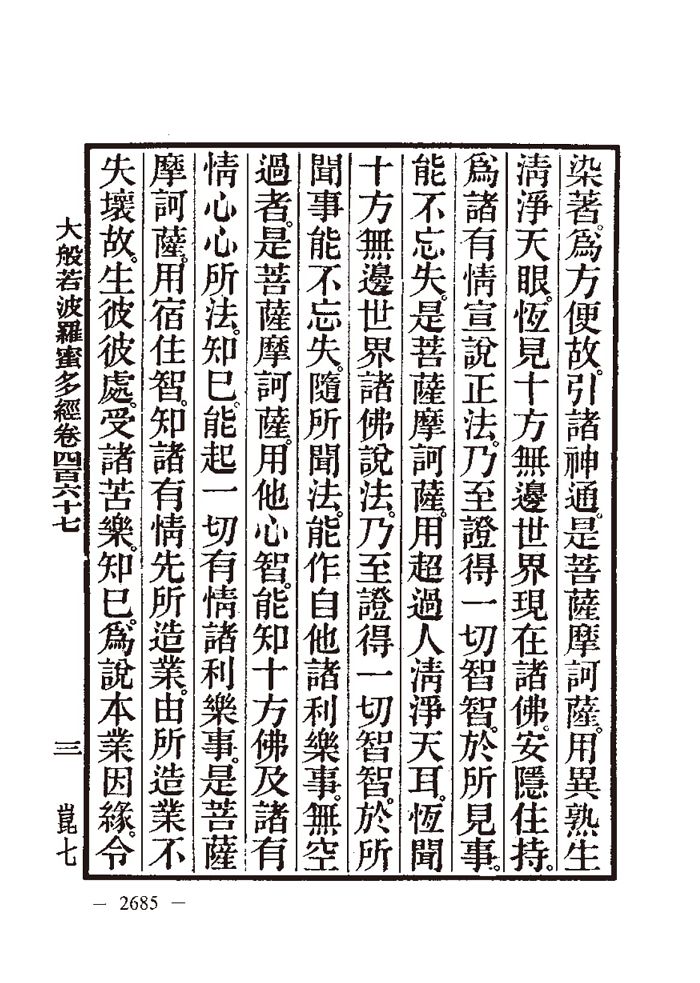 染著。爲方便故。引諸神通。是菩薩摩訶薩。用異熟生
淸淨天眼。恆見十方無邊世界現在諸佛。安隱住持。
爲諸有情宣說正法。乃至證得一切智智。於所見事。
能不忘失。是菩薩摩訶薩。用超過人淸淨天耳。恆聞
十方無邊世界諸佛說法。乃至證得一切智智。於所
聞事能不忘失。隨所聞法。能作自他諸利樂事。無空
過者。是菩薩摩訶薩。用他心智。能知十方佛及諸有
情心心所法。知巳。能起一切有情諸利樂事。是菩薩
摩訶薩。用宿住智。知諸有情先所造業。由所造業不
失壞故。生彼彼處。受諸苦樂。知巳。爲說本業因緣。令
大般若波羅蜜多經卷四百六十七 三 崑七
— 2685 —